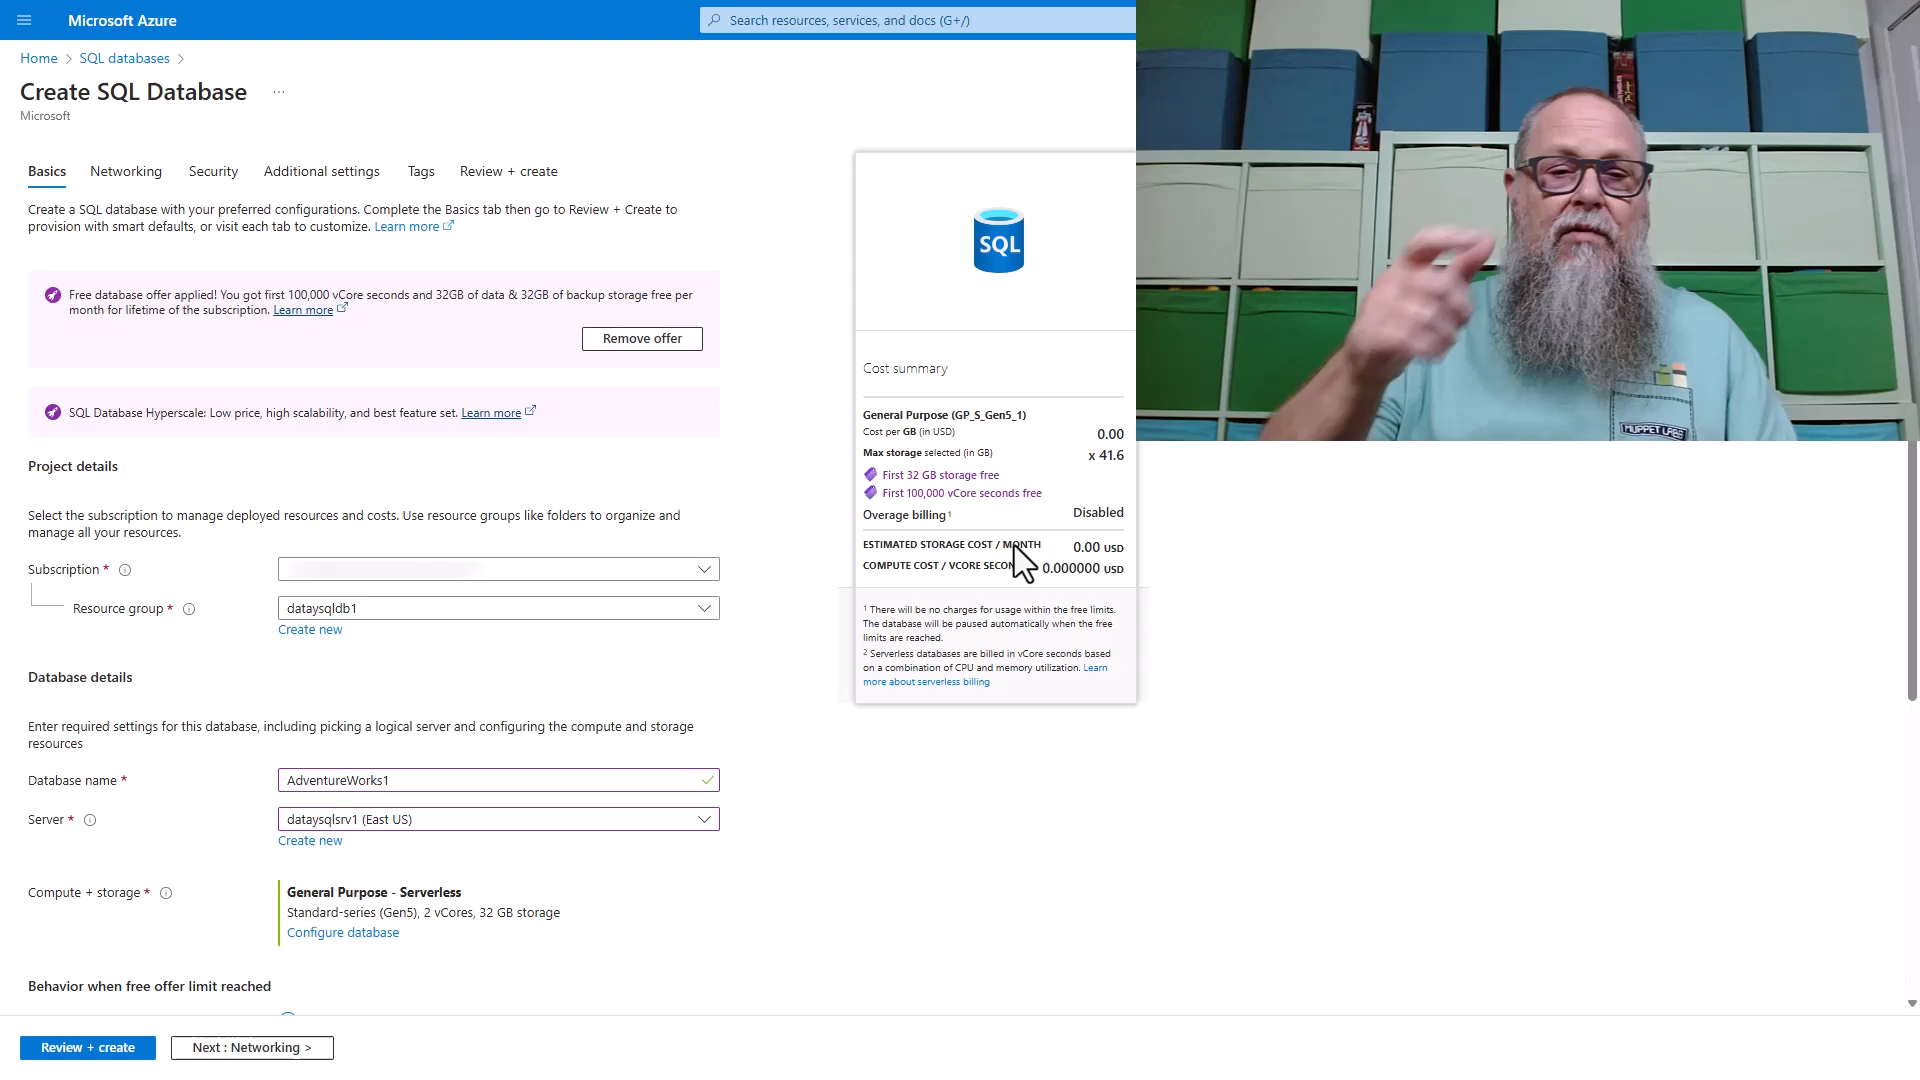 Microsoft Azure
Search resources, services, and docs (G+/)
Home > SQL databases >
Create SQL Database ...
Microsoft
Basics
Networking
Security
Additional settings
Tags
Review + create
Create a SQL database with your preferred configurations. Complete the Basics tab then go to Review + Create to
provision with smart defaults, or visit each tab to customize. Learn more
Free database offer applied! You got first 100,000 vCore seconds and 32GB of data & 32GB of backup storage free per
month for lifetime of the subscription. Learn more
Remove offer
SQL Database Hyperscale: Low price, high scalability, and best feature set. Learn more
Project details
Select the subscription to manage deployed resources and costs. Use resource groups like folders to organize and
manage all your resources.
Subscription *
Resource group *
dataysqldb1
Create new
Database details
Enter required settings for this database, including picking a logical server and configuring the compute and storage
resources
Database name *
AdventureWorks1
Server *
dataysqlsrv1 (East US)
Create new
Compute + storage *
General Purpose - Serverless
Standard-series (Gen5), 2 vCores, 32 GB storage
Configure database
Behavior when free offer limit reached
Review + create
Next : Networking >
SQL
Cost summary
General Purpose (GP_S_Gen5_1)
Cost per GB (in USD) 0.00
Max storage selected (in GB) x 41.6
First 32 GB storage free
First 100,000 vCore seconds free
Overage billing ¹ Disabled
ESTIMATED STORAGE COST / MONTH 0.00 USD
COMPUTE COST / VCORE SECON 0.000000 USD
¹ There will be no charges for usage within the free limits.
The database will be paused automatically when the free
limits are reached.
² Serverless databases are billed in vCore seconds based
on a combination of CPU and memory utilization. Learn
more about serverless billing
MUPPET LABS